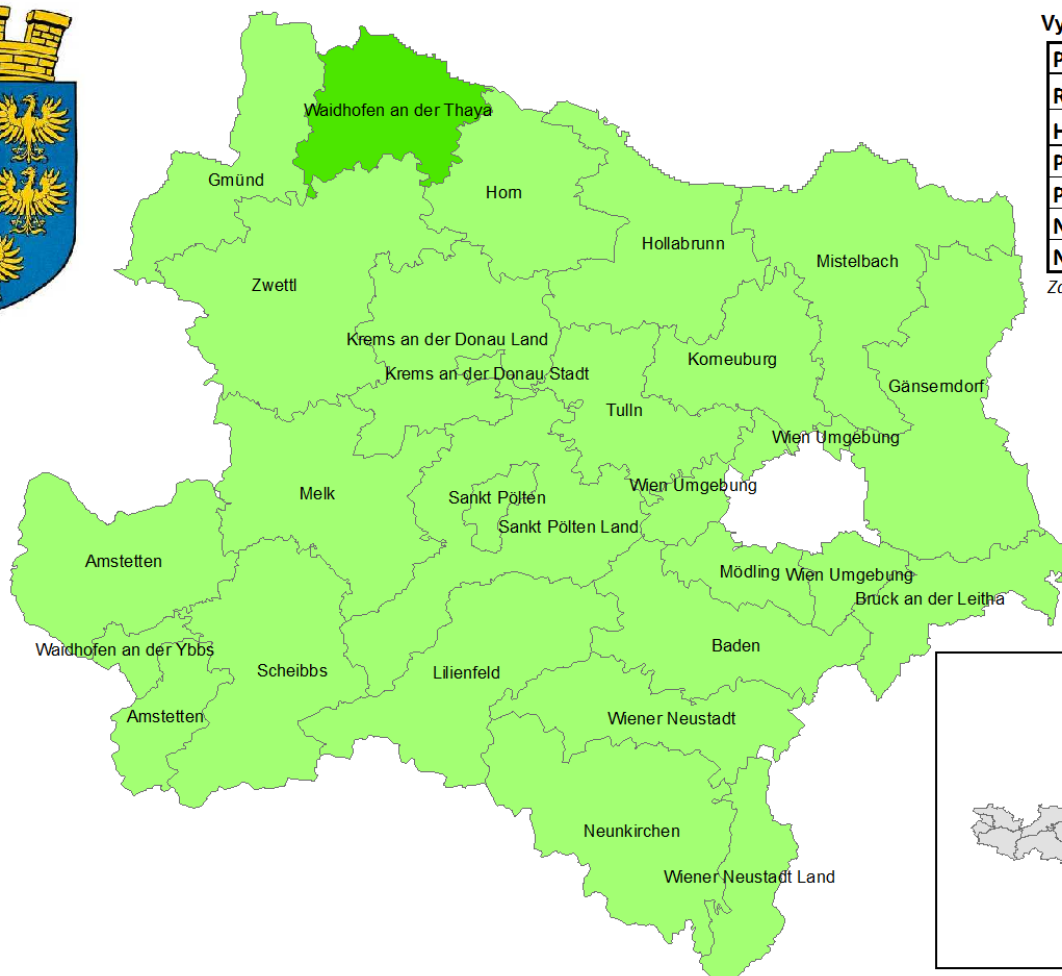 Vy
P
R
H
P
P
N
N
Waidhofen an der Thaya
Gmünd
Horn
Hollabrunn
Mistelbach
Zwettl
Krems an der Donau Land
Korneuburg
Krems an der Donau Stadt
Gänserndorf
Tulln
Wien Umgebung
Wien Umgebung
Melk
Sankt Pölten
Sankt Pölten Land
Amstetten
Mödling
Wien Umgebung
Bruck an der Leitha
Waidhofen an der Ybbs
Baden
Scheibbs
Lilienfeld
Amstetten
Wiener Neustadt
Neunkirchen
Wiener Neustadt Land